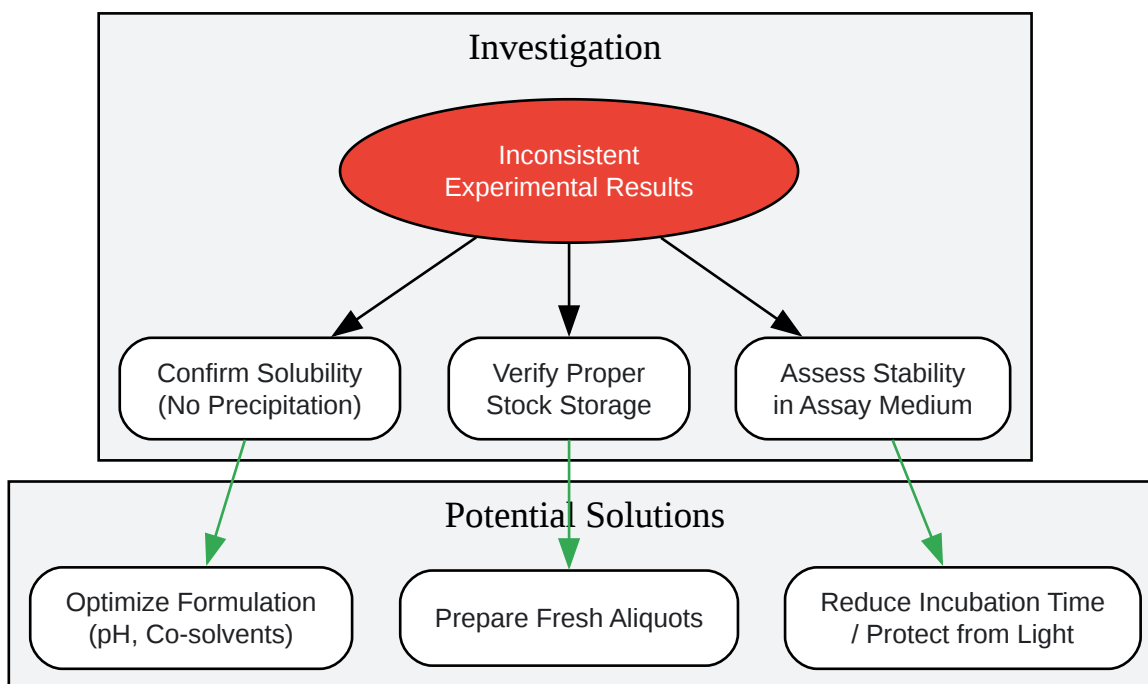 Investigation
Inconsistent
Experimental Results
Confirm Solubility
(No Precipitation)
Verify Proper
Stock Storage
Assess Stability
in Assay Medium
Potential Solutions
Optimize Formulation
(pH, Co-solvents)
Prepare Fresh Aliquots
Reduce Incubation Time
/ Protect from Light